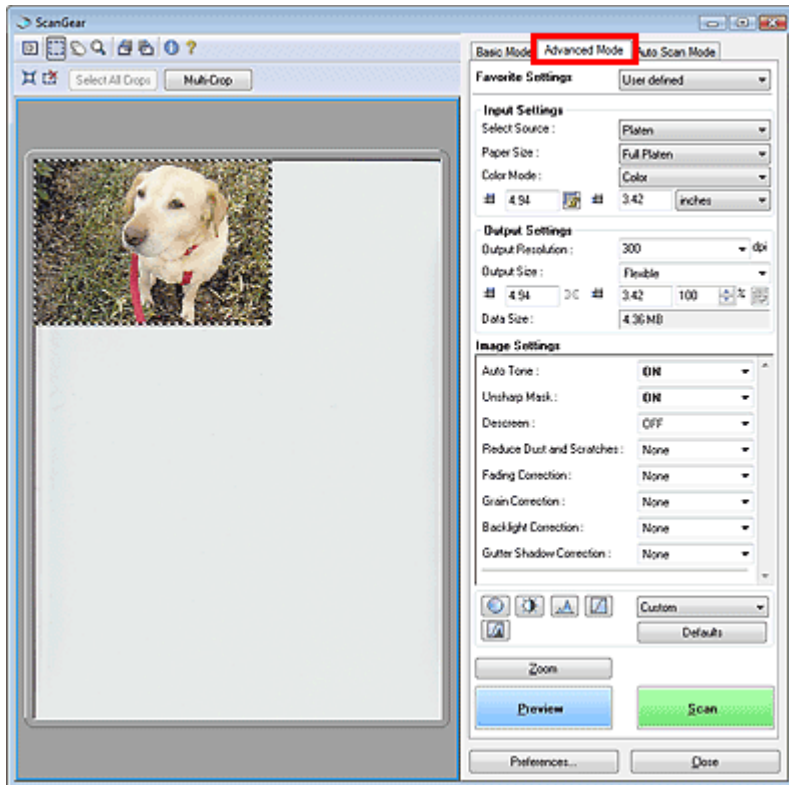 ScanGear
Select All Crops Multi-Crop
Basic Mode Advanced Mode Auto Scan Mode
Favorite Settings User defined
Input Settings
Select Source : Platen
Paper Size : Full Platen
Color Mode : Color
4.94 3.42 inches
Output Settings
Output Resolution : 300 dpi
Output Size : Flexible
4.94 3.42 100 %
Data Size : 4.36 MB
Image Settings
Auto Tone : ON
Unsharp Mask : ON
Descreen : OFF
Reduce Dust and Scratches : None
Fading Correction : None
Grain Correction : None
Backlight Correction : None
Gutter Shadow Correction : None
Custom
Defaults
Zoom
Preview Scan
Preferences... Close